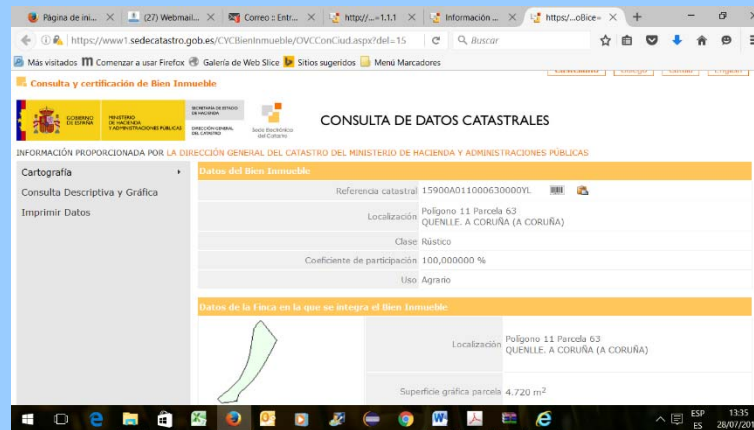 Página de ini...
(27) Webmail...
Correo :: Entr...
http://...=1.1.1
Información ...
https:/...oBice=
https://www1.sedecatastro.gob.es/CYCBienInmueble/OVCConCiud.aspx?del=15
Buscar
Más visitados
Comenzar a usar Firefox
Galería de Web Slice
Sitios sugeridos
Menú Marcadores
Consulta y certificación de Bien Inmueble
GOBIERNO DE ESPAÑA
MINISTERIO DE HACIENDA Y ADMINISTRACIONES PÚBLICAS
SECRETARÍA DE ESTADO DE HACIENDA
DIRECCIÓN GENERAL DEL CATASTRO
Sede Electrónica del Catastro
CONSULTA DE DATOS CATASTRALES
INFORMACIÓN PROPORCIONADA POR LA DIRECCIÓN GENERAL DEL CATASTRO DEL MINISTERIO DE HACIENDA Y ADMINISTRACIONES PÚBLICAS
Cartografía
Consulta Descriptiva y Gráfica
Imprimir Datos
Datos del Bien Inmueble
Referencia catastral 15900A011000630000YL
Localización Polígono 11 Parcela 63
QUENLLE. A CORUÑA (A CORUÑA)
Clase Rústico
Coeficiente de participación 100,000000 %
Uso Agrario
Datos de la Finca en la que se integra el Bien Inmueble
Localización Polígono 11 Parcela 63
QUENLLE. A CORUÑA (A CORUÑA)
Superficie gráfica parcela 4.720 m²
ESP
ES
13:35